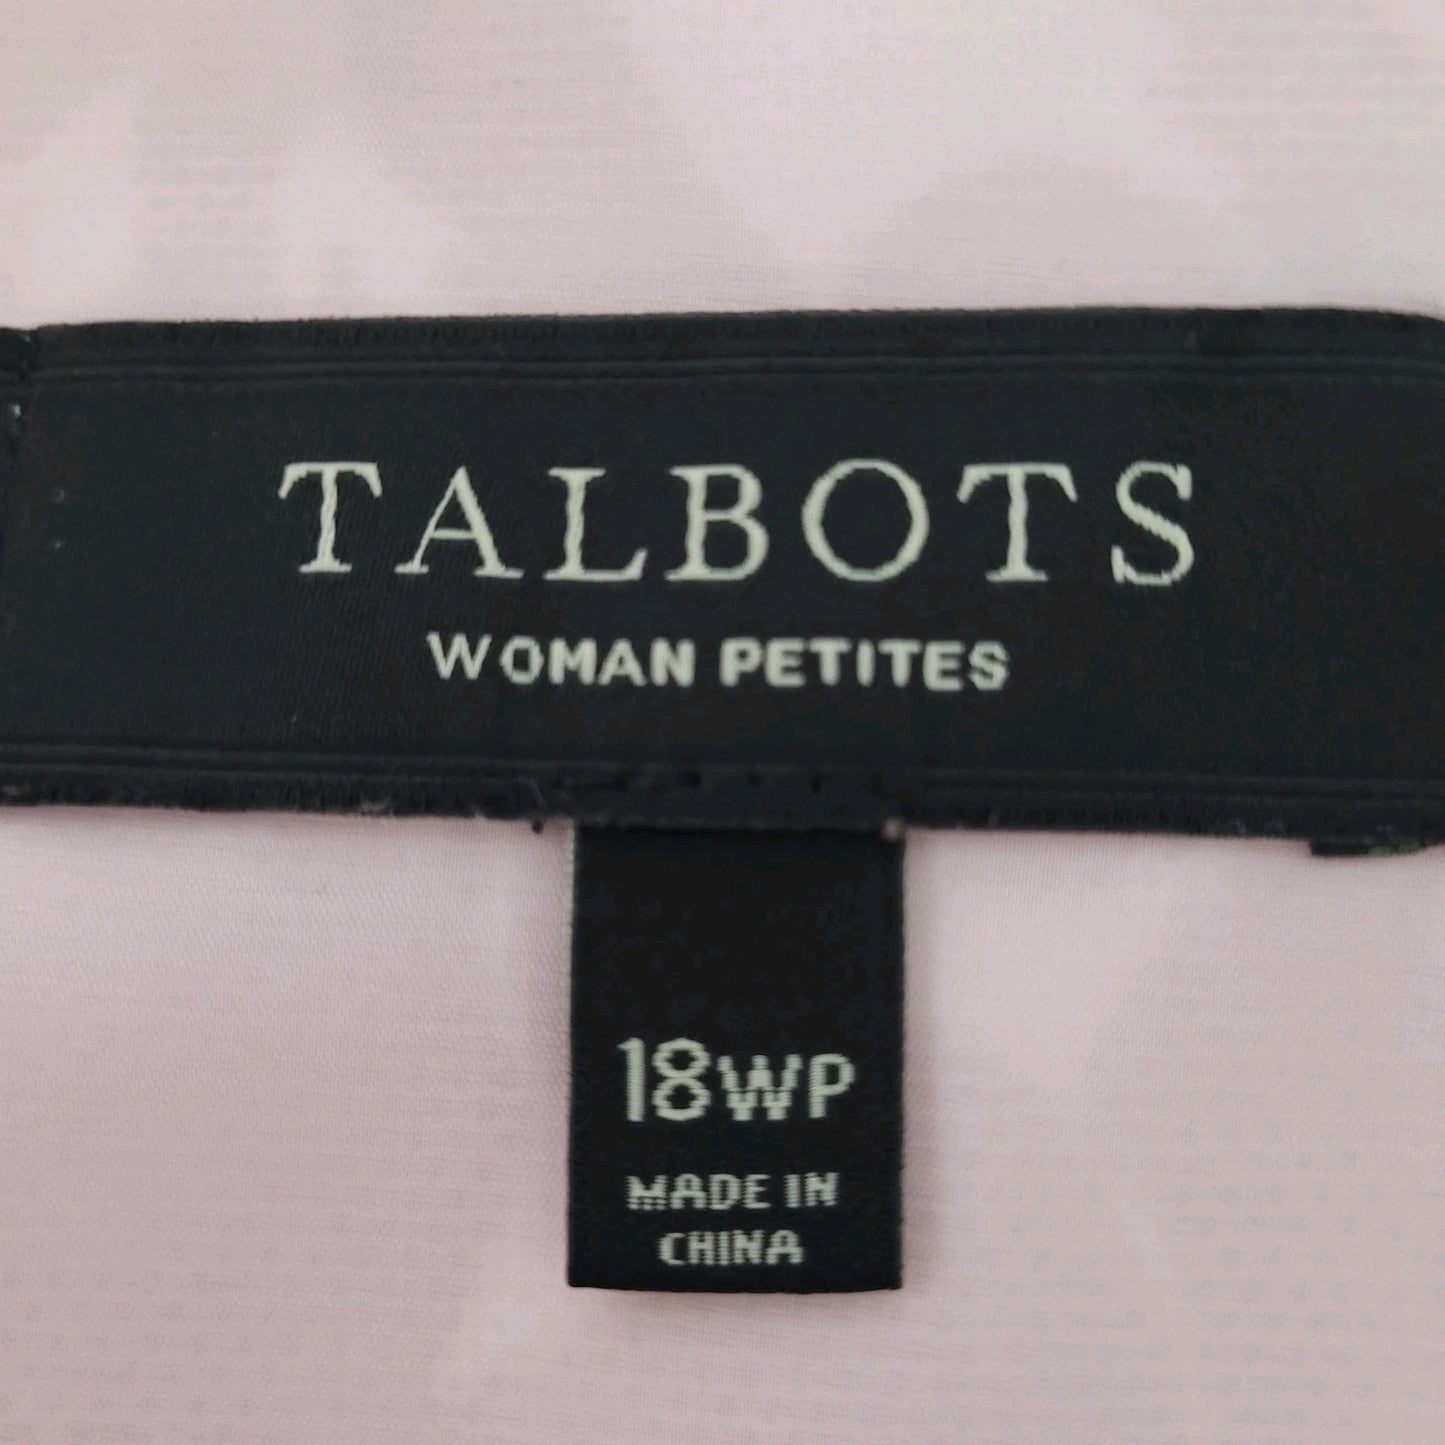 TALBOTS
WOMAN PETITES
18WP
MADE IN
CHINA